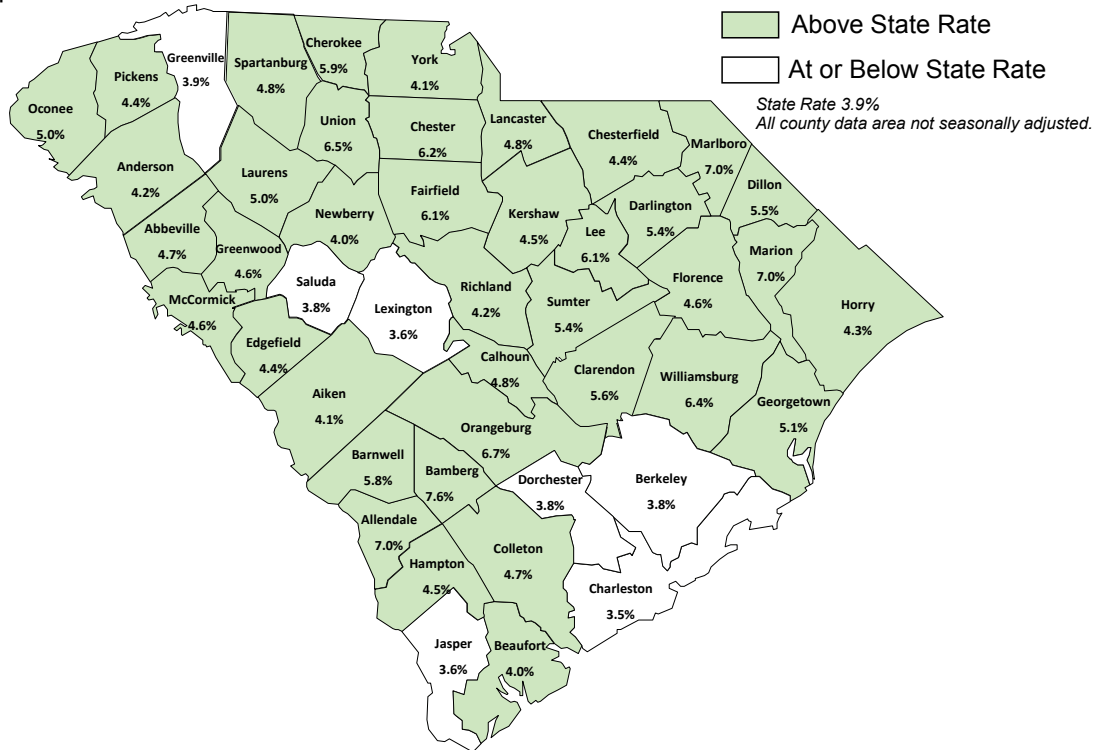 Above State Rate
At or Below State Rate
State Rate 3.9%
All county data area not seasonally adjusted.
Greenville
3.9%
Cherokee
5.9%
York
4.1%
Spartanburg
4.8%
Pickens
4.4%
Oconee
5.0%
Union
6.5%
Chester
6.2%
Lancaster
4.8%
Chesterfield
4.4%
Marlboro
7.0%
Dillon
5.5%
Anderson
4.2%
Laurens
5.0%
Fairfield
6.1%
Newberry
4.0%
Kershaw
4.5%
Lee
6.1%
Darlington
5.4%
Abbeville
4.7%
Greenwood
4.6%
Marion
7.0%
Florence
4.6%
Saluda
3.8%
Lexington
3.6%
Richland
4.2%
Sumter
5.4%
Horry
4.3%
McCormick
4.6%
Edgefield
4.4%
Calhoun
4.8%
Clarendon
5.6%
Williamsburg
6.4%
Georgetown
5.1%
Aiken
4.1%
Orangeburg
6.7%
Barnwell
5.8%
Bamberg
7.6%
Dorchester
3.8%
Berkeley
3.8%
Allendale
7.0%
Hampton
4.5%
Colleton
4.7%
Charleston
3.5%
Jasper
3.6%
Beaufort
4.0%